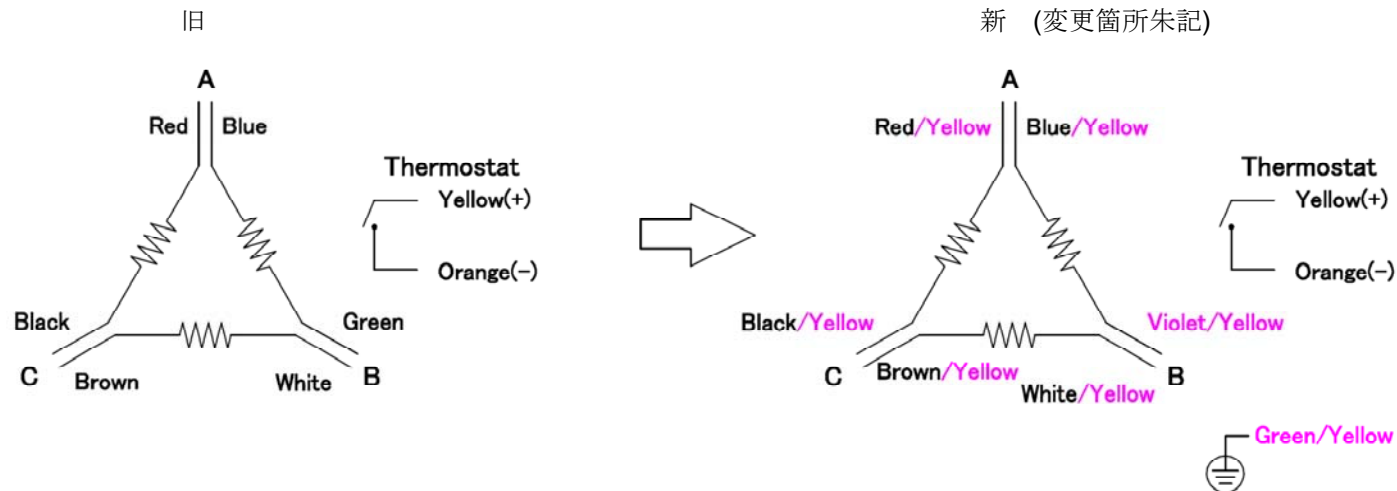 旧
A
Red Blue
Thermostat
Yellow(+)
Orange(-)
Black
Green
C
Brown
White
B
新 (変更箇所朱記)
A
Red/Yellow Blue/Yellow
Thermostat
Yellow(+)
Orange(-)
Black/Yellow
Violet/Yellow
C
Brown/Yellow
White/Yellow
B
Green/Yellow